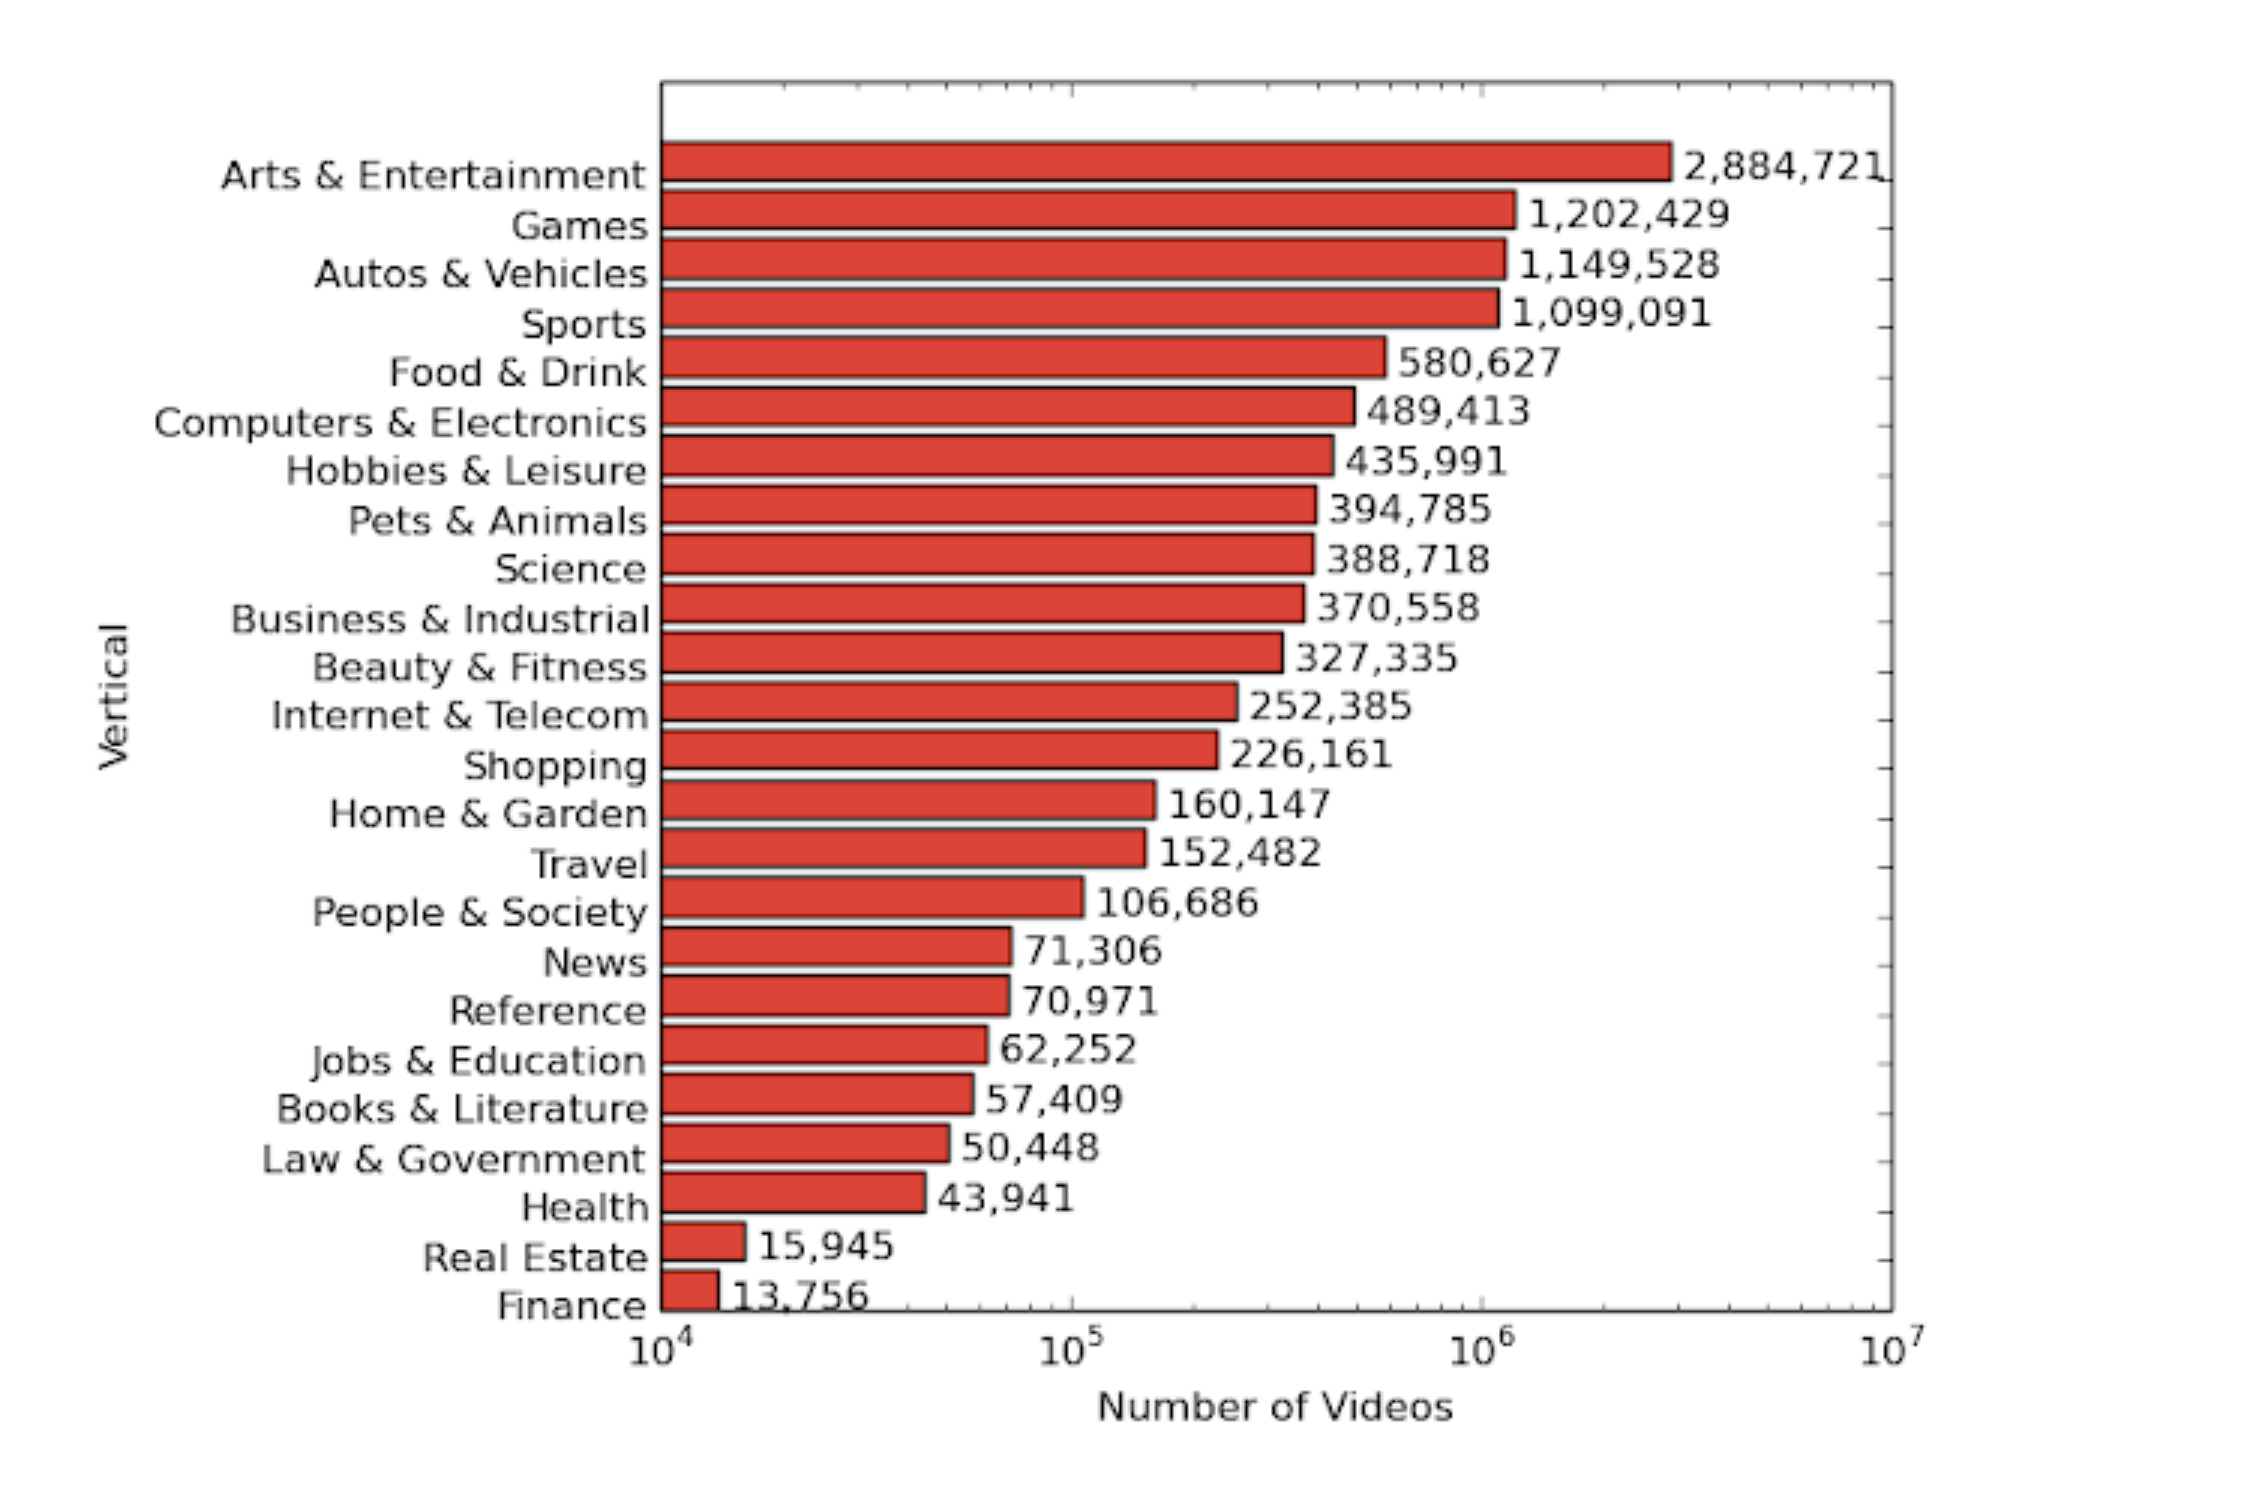 Arts & Entertainment 2,884,721
Games 1,202,429
Autos & Vehicles 1,149,528
Sports 1,099,091
Food & Drink 580,627
Computers & Electronics 489,413
Hobbies & Leisure 435,991
Pets & Animals 394,785
Science 388,718
Business & Industrial 370,558
Beauty & Fitness 327,335
Internet & Telecom 252,385
Shopping 226,161
Home & Garden 160,147
Travel 152,482
People & Society 106,686
News 71,306
Reference 70,971
Jobs & Education 62,252
Books & Literature 57,409
Law & Government 50,448
Health 43,941
Real Estate 15,945
Finance 13,756
Vertical
10⁴ 10⁵ 10⁶ 10⁷
Number of Videos